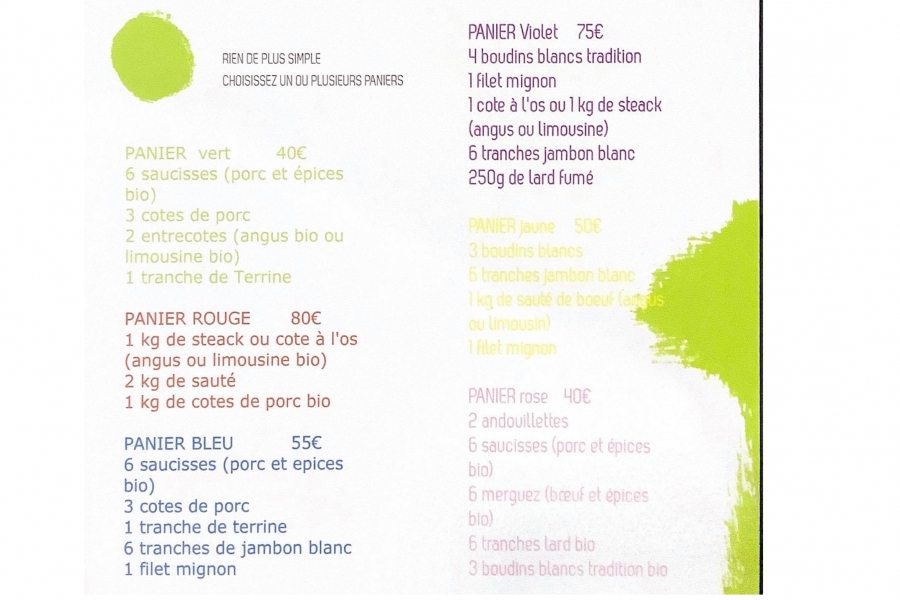 RIEN DE PLUS SIMPLE
CHOISISSEZ UN OU PLUSIEURS PANIERS
PANIER vert 40€
6 saucisses (porc et épices
bio)
3 cotes de porc
2 entrecotes (angus bio ou
limousine bio)
1 tranche de Terrine
PANIER ROUGE 80€
1 kg de steack ou cote à l'os
(angus ou limousine bio)
2 kg de sauté
1 kg de cotes de porc bio
PANIER BLEU 55€
6 saucisses (porc et epices
bio)
3 cotes de porc
1 tranche de terrine
6 tranches de jambon blanc
1 filet mignon
PANIER Violet 75€
4 boudins blancs tradition
1 filet mignon
1 cote à l'os ou 1 kg de steack
(angus ou limousine)
6 tranches jambon blanc
250g de lard fumé
PANIER jaune 50€
3 boudins blancs
6 tranches jambon blanc
1 kg de sauté de boeuf (angus
ou limousin)
1 filet mignon
PANIER rose 40€
2 andouillettes
6 saucisses (porc et épices
bio)
6 merguez (bœuf et épices
bio)
6 tranches lard bio
3 boudins blancs tradition bio